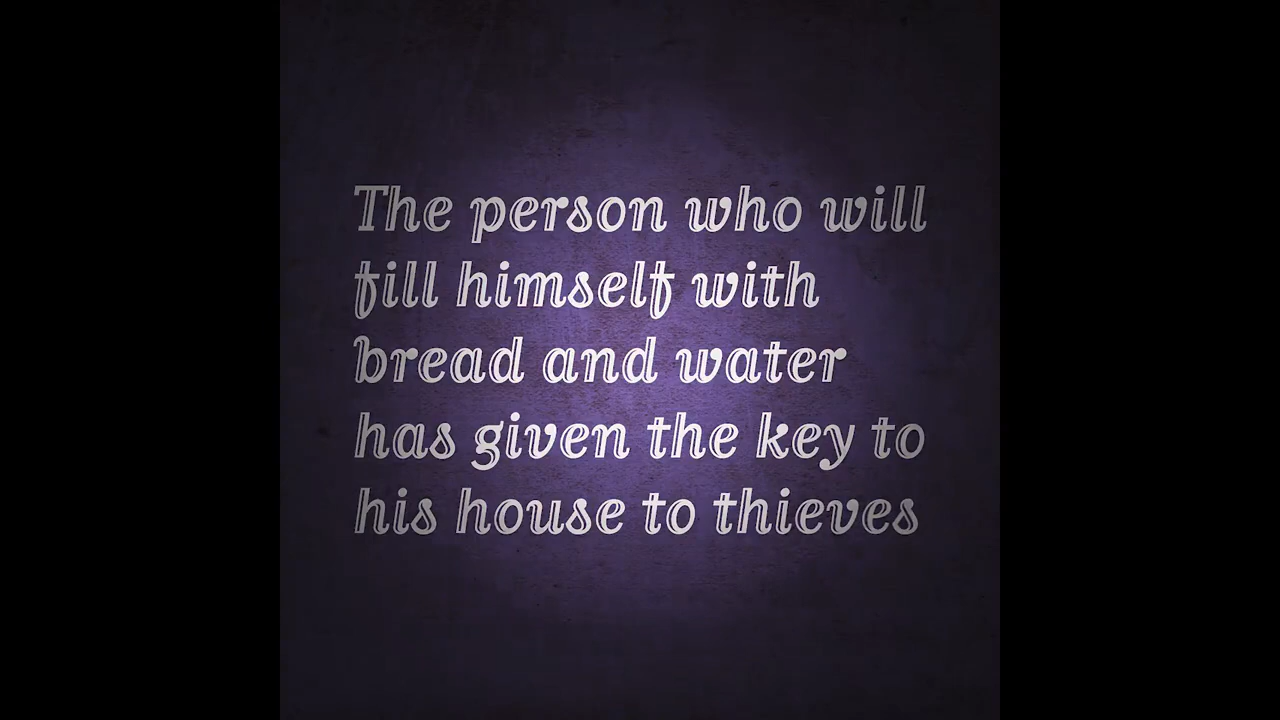 The person who will
fill himself with
bread and water
has given the key to
his house to thieves